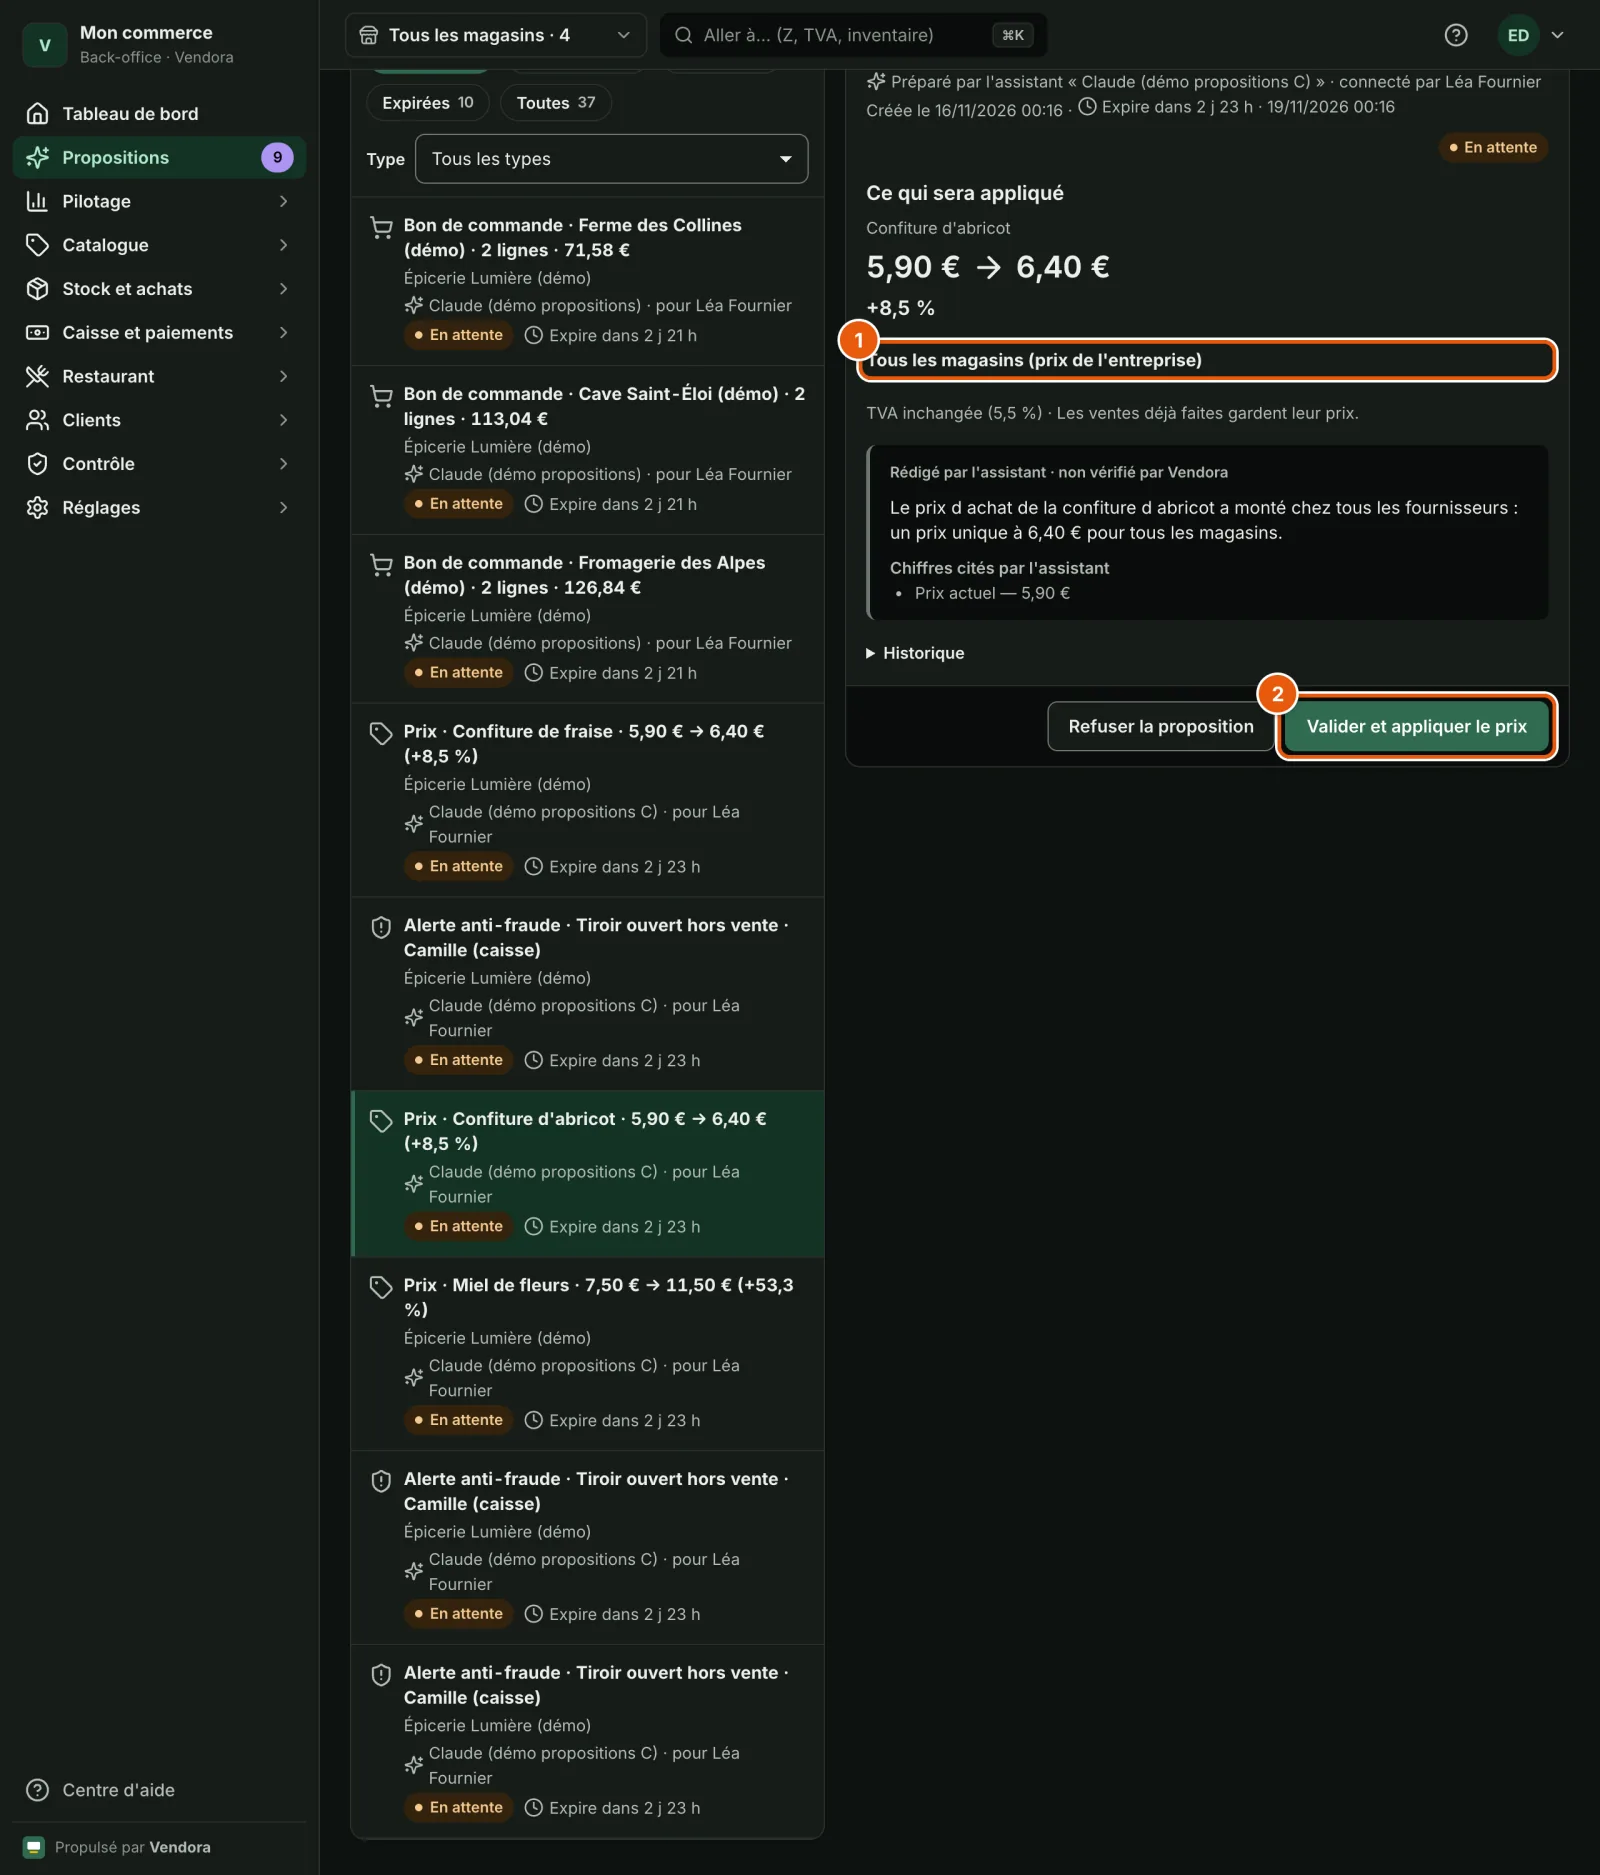 V
Mon commerce
Back-office · Vendora
Tableau de bord
Propositions
9
Pilotage
Catalogue
Stock et achats
Caisse et paiements
Restaurant
Clients
Contrôle
Réglages
Centre d'aide
Propulsé par Vendora
Tous les magasins · 4
Aller à... (Z, TVA, inventaire)
⌘K
ED
Expirées 10
Toutes 37
Type
Tous les types
Bon de commande · Ferme des Collines
(démo) · 2 lignes · 71,58 €
Épicerie Lumière (démo)
Claude (démo propositions) · pour Léa Fournier
En attente
Expire dans 2 j 21 h
Bon de commande · Cave Saint-Éloi (démo) · 2
lignes · 113,04 €
Épicerie Lumière (démo)
Claude (démo propositions) · pour Léa Fournier
En attente
Expire dans 2 j 21 h
Bon de commande · Fromagerie des Alpes
(démo) · 2 lignes · 126,84 €
Épicerie Lumière (démo)
Claude (démo propositions) · pour Léa Fournier
En attente
Expire dans 2 j 21 h
Prix · Confiture de fraise · 5,90 € → 6,40 €
(+8,5 %)
Épicerie Lumière (démo)
Claude (démo propositions C) · pour Léa
Fournier
En attente
Expire dans 2 j 23 h
Alerte anti-fraude · Tiroir ouvert hors vente ·
Camille (caisse)
Épicerie Lumière (démo)
Claude (démo propositions C) · pour Léa
Fournier
En attente
Expire dans 2 j 23 h
Prix · Confiture d'abricot · 5,90 € → 6,40 €
(+8,5 %)
Claude (démo propositions C) · pour Léa
Fournier
En attente
Expire dans 2 j 23 h
Prix · Miel de fleurs · 7,50 € → 11,50 € (+53,3
%)
Épicerie Lumière (démo)
Claude (démo propositions C) · pour Léa
Fournier
En attente
Expire dans 2 j 23 h
Alerte anti-fraude · Tiroir ouvert hors vente ·
Camille (caisse)
Épicerie Lumière (démo)
Claude (démo propositions C) · pour Léa
Fournier
En attente
Expire dans 2 j 23 h
Alerte anti-fraude · Tiroir ouvert hors vente ·
Camille (caisse)
Épicerie Lumière (démo)
Claude (démo propositions C) · pour Léa
Fournier
En attente
Expire dans 2 j 23 h
Préparé par l'assistant « Claude (démo propositions C) » · connecté par Léa Fournier
Créée le 16/11/2026 00:16 · Expire dans 2 j 23 h · 19/11/2026 00:16
En attente
Ce qui sera appliqué
Confiture d'abricot
5,90 € → 6,40 €
+8,5 %
1
Tous les magasins (prix de l'entreprise)
TVA inchangée (5,5 %) · Les ventes déjà faites gardent leur prix.
Rédigé par l'assistant · non vérifié par Vendora
Le prix d achat de la confiture d abricot a monté chez tous les fournisseurs :
un prix unique à 6,40 € pour tous les magasins.
Chiffres cités par l'assistant
• Prix actuel — 5,90 €
Historique
2
Refuser la proposition
Valider et appliquer le prix